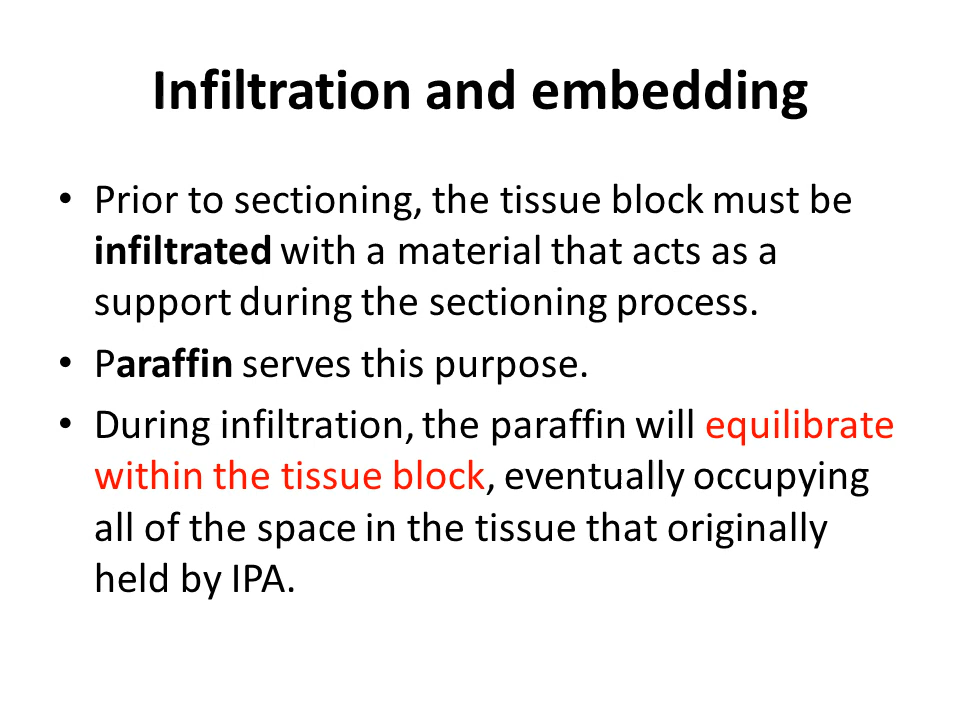 Infiltration and embedding
• Prior to sectioning, the tissue block must be
infiltrated with a material that acts as a
support during the sectioning process.
• Paraffin serves this purpose.
• During infiltration, the paraffin will equilibrate
within the tissue block, eventually occupying
all of the space in the tissue that originally
held by IPA.